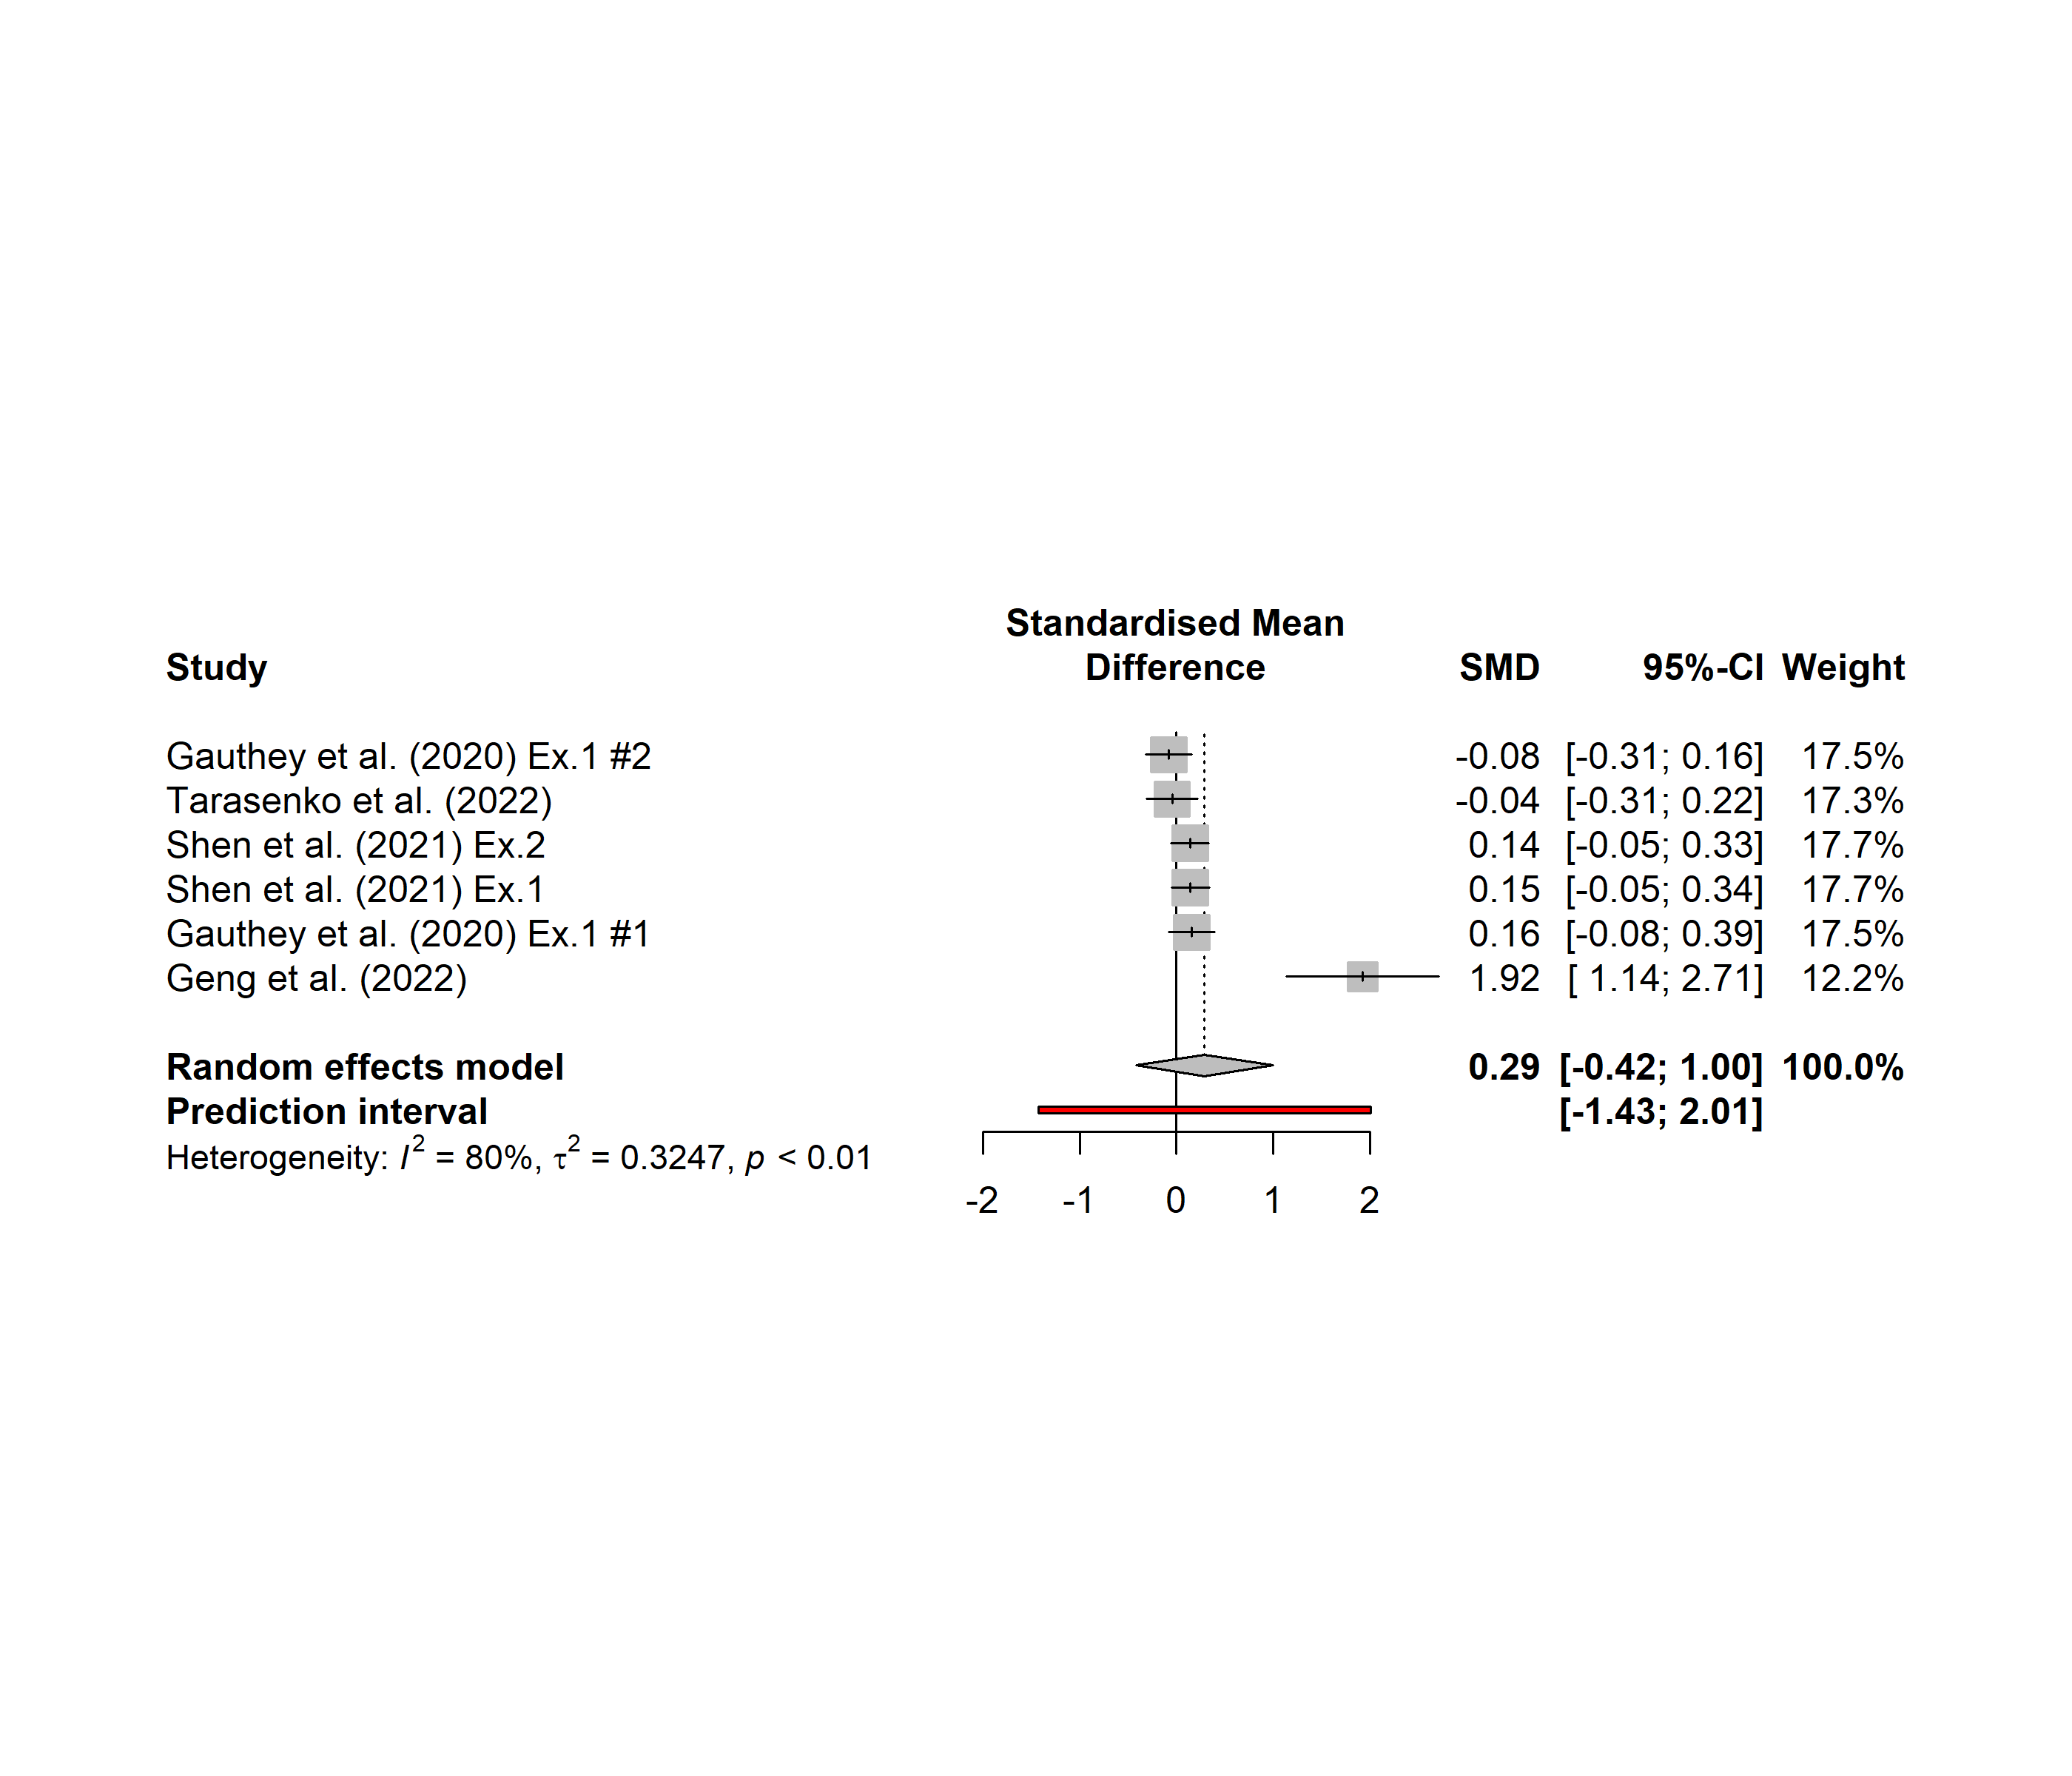 Standardised Mean
Study Difference SMD 95%-CI Weight
Gauthey et al. (2020) Ex.1 #2 -0.08 [-0.31; 0.16] 17.5%
Tarasenko et al. (2022) -0.04 [-0.31; 0.22] 17.3%
Shen et al. (2021) Ex.2 0.14 [-0.05; 0.33] 17.7%
Shen et al. (2021) Ex.1 0.15 [-0.05; 0.34] 17.7%
Gauthey et al. (2020) Ex.1 #1 0.16 [-0.08; 0.39] 17.5%
Geng et al. (2022) 1.92 [ 1.14; 2.71] 12.2%
Random effects model 0.29 [-0.42; 1.00] 100.0%
Prediction interval [-1.43; 2.01]
Heterogeneity: I² = 80%, τ² = 0.3247, p < 0.01
-2 -1 0 1 2